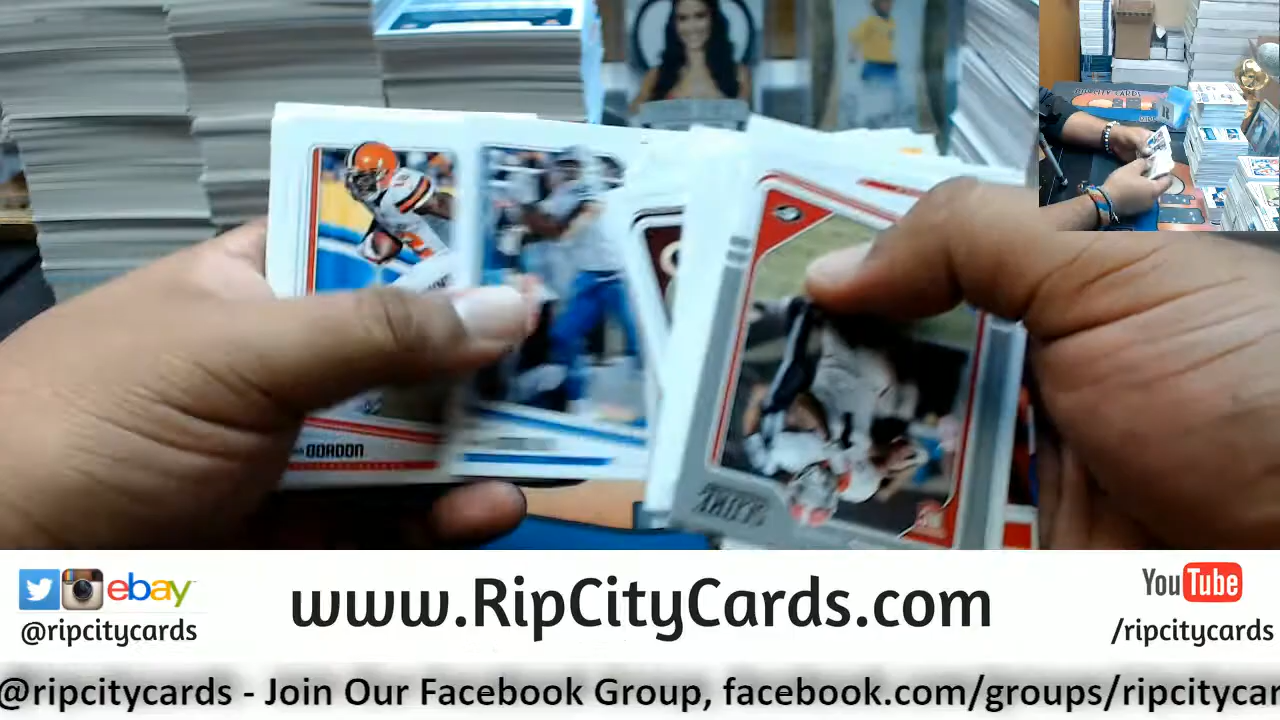 GORDON
www.RipCityCards.com
ebay
@ripcitycards
YouTube
/ripcitycards
@ripcitycards - Join Our Facebook Group, facebook.com/groups/ripcitycar